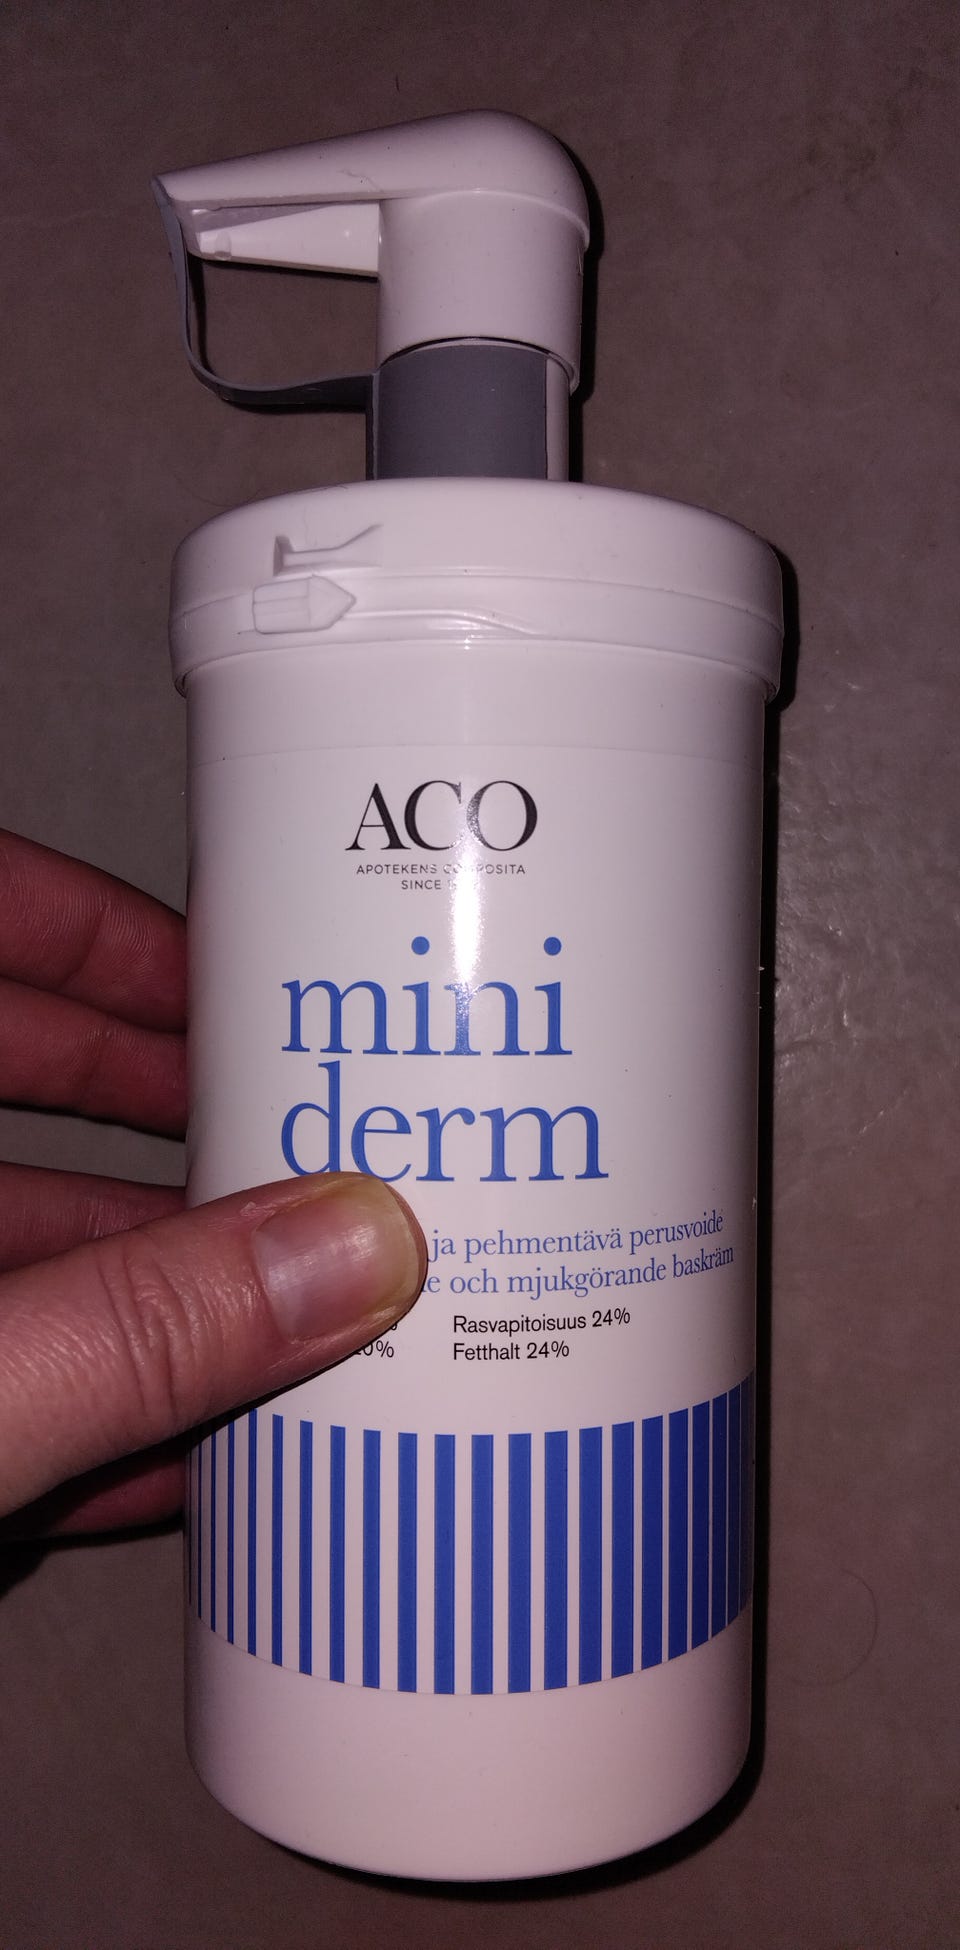 ACO
APOTEKENS
SINCE
mini
derm
ja pehmentävä perusvoide
och mjukgörande baskräm
Rasvapitoisuus 24%
Fetthalt 24%